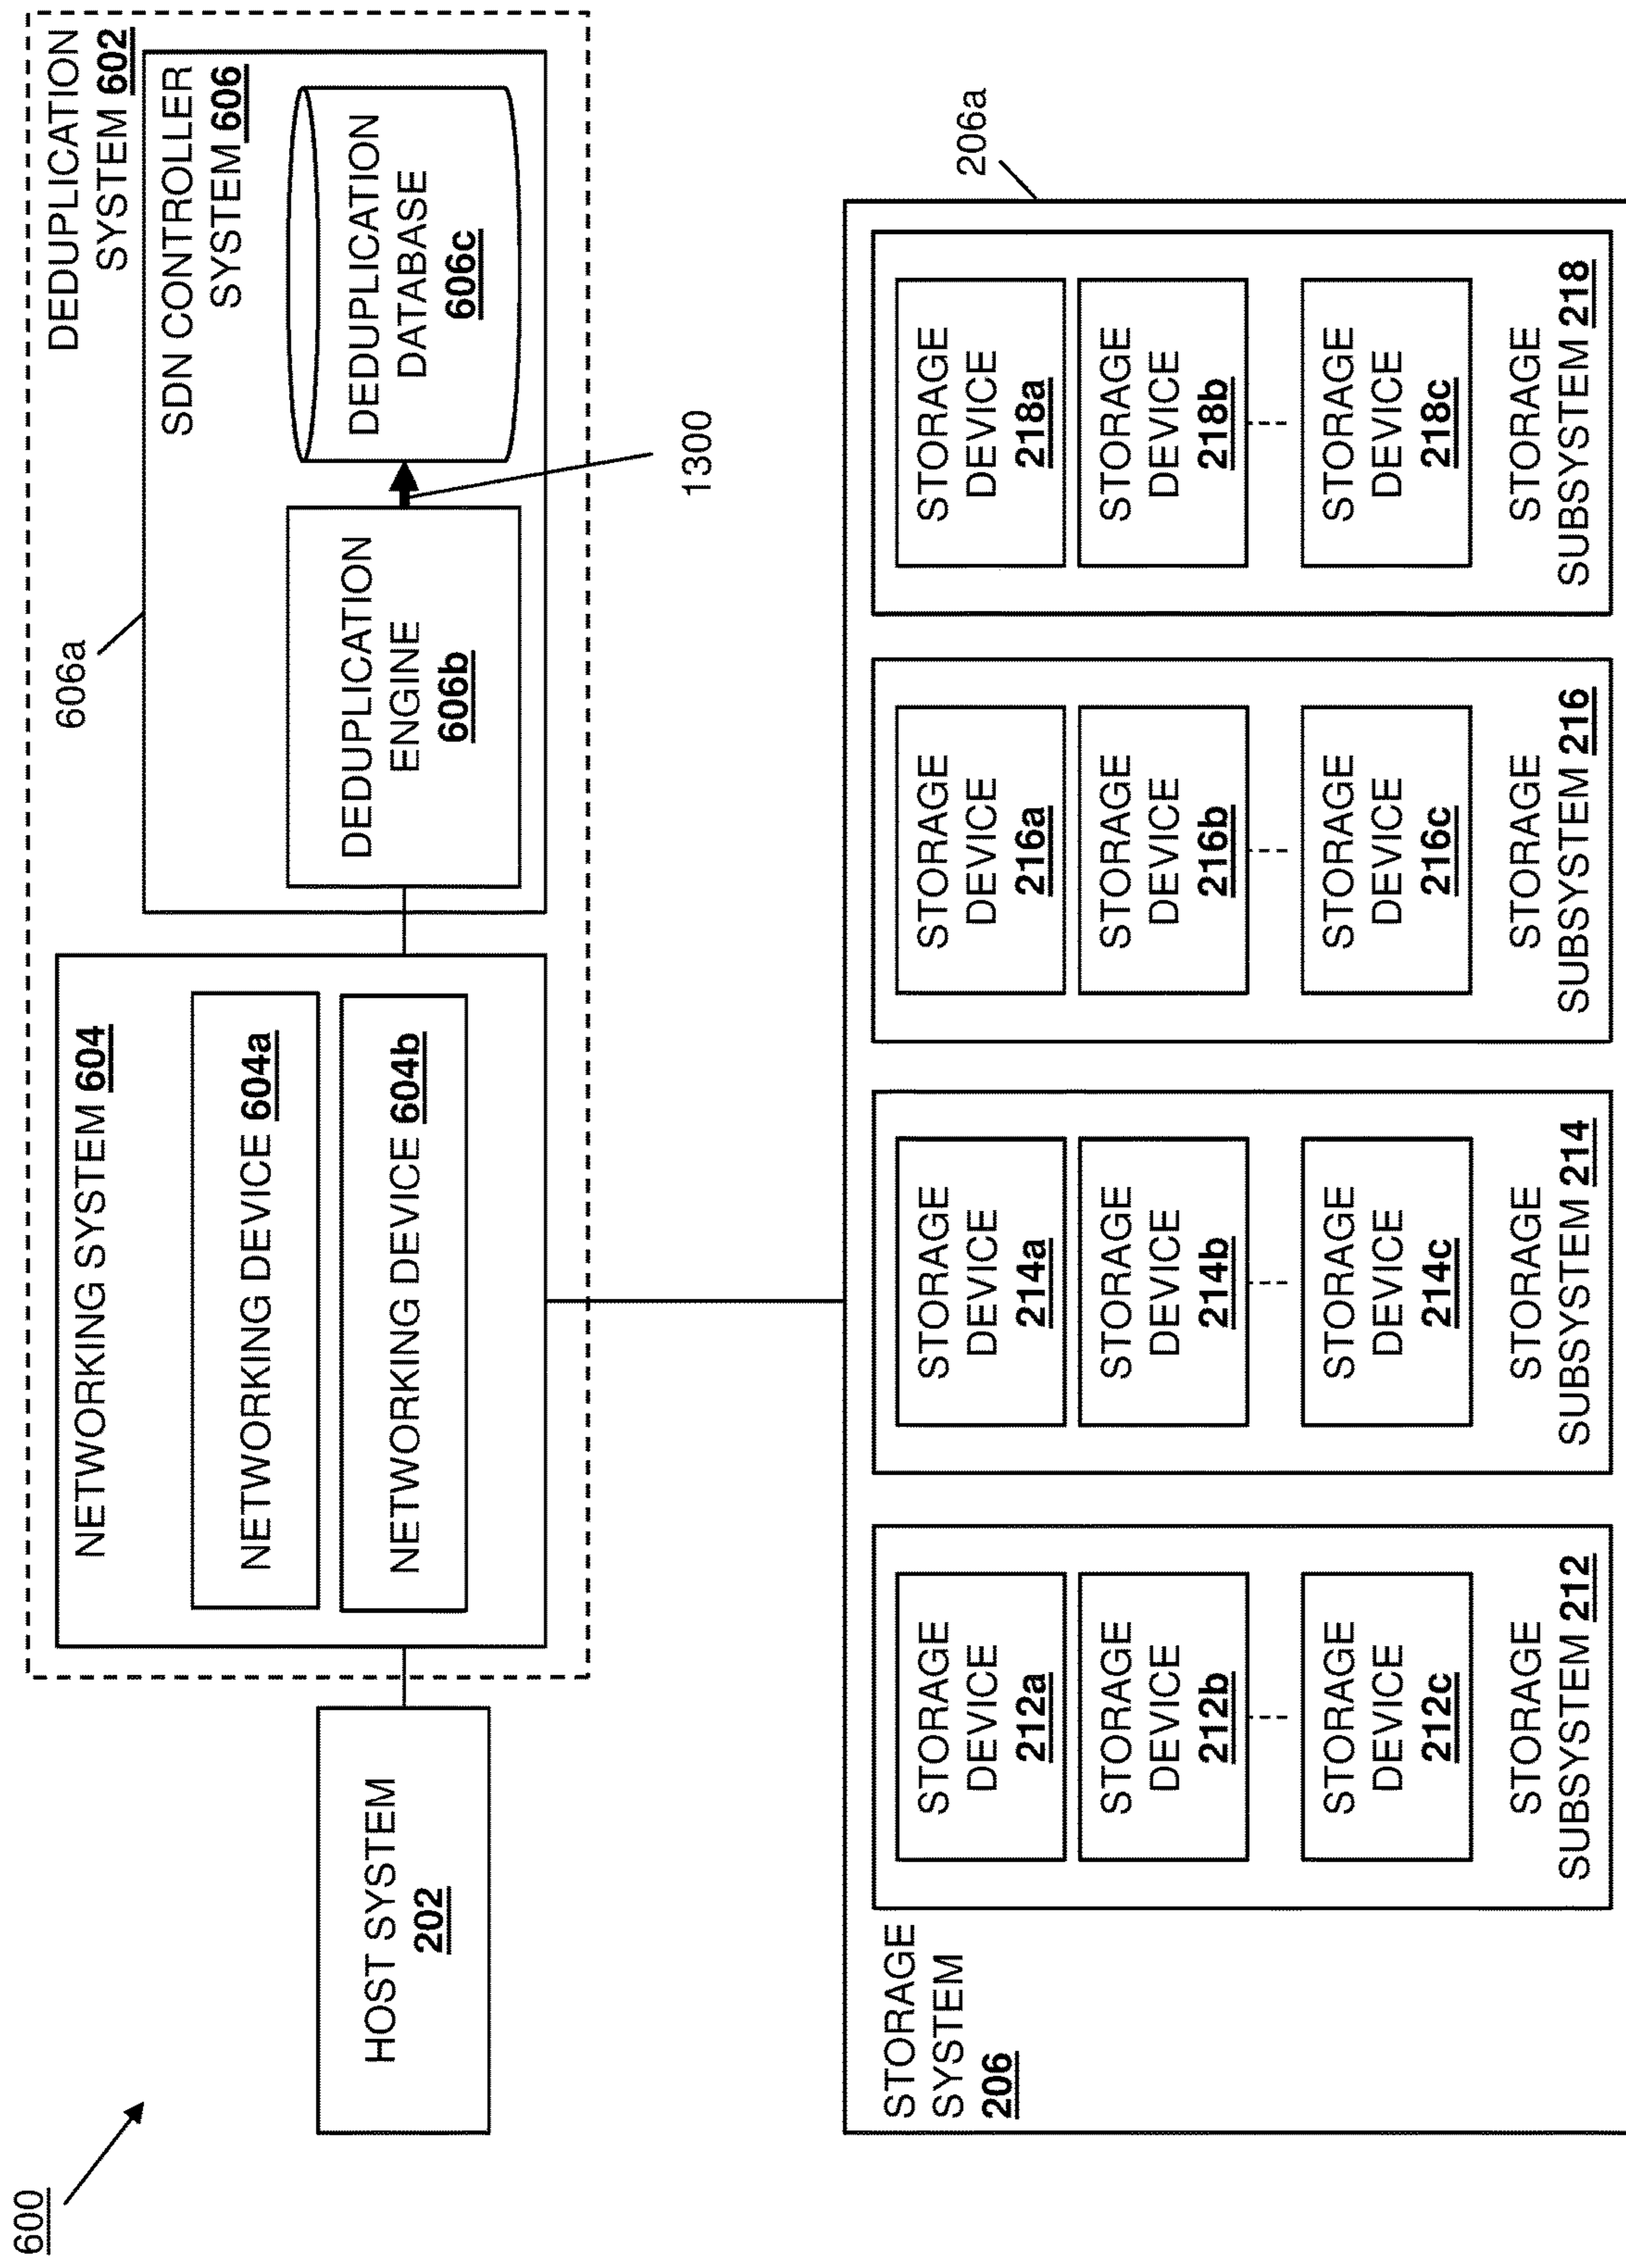 600
HOST SYSTEM
202
NETWORKING SYSTEM 604
NETWORKING DEVICE 604a
NETWORKING DEVICE 604b
606a
DEDUPLICATION
SYSTEM 602
SDN CONTROLLER
SYSTEM 606
DEDUPLICATION
ENGINE
606b
DEDUPLICATION
DATABASE
606c
1300
206a
STORAGE
SYSTEM
206
STORAGE
DEVICE
212a
STORAGE
DEVICE
212b
STORAGE
DEVICE
212c
STORAGE
SUBSYSTEM 212
STORAGE
DEVICE
214a
STORAGE
DEVICE
214b
STORAGE
DEVICE
214c
STORAGE
SUBSYSTEM 214
STORAGE
DEVICE
216a
STORAGE
DEVICE
216b
STORAGE
DEVICE
216c
STORAGE
SUBSYSTEM 216
STORAGE
DEVICE
218a
STORAGE
DEVICE
218b
STORAGE
DEVICE
218c
STORAGE
SUBSYSTEM 218